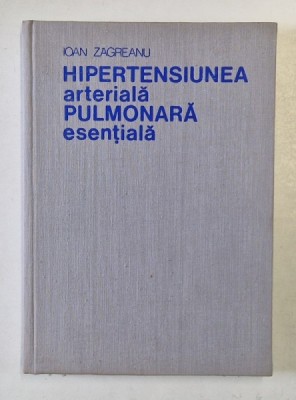 IOAN ZAGREANU
HIPERTENSIUNEA
arterială
PULMONARĂ
esențială